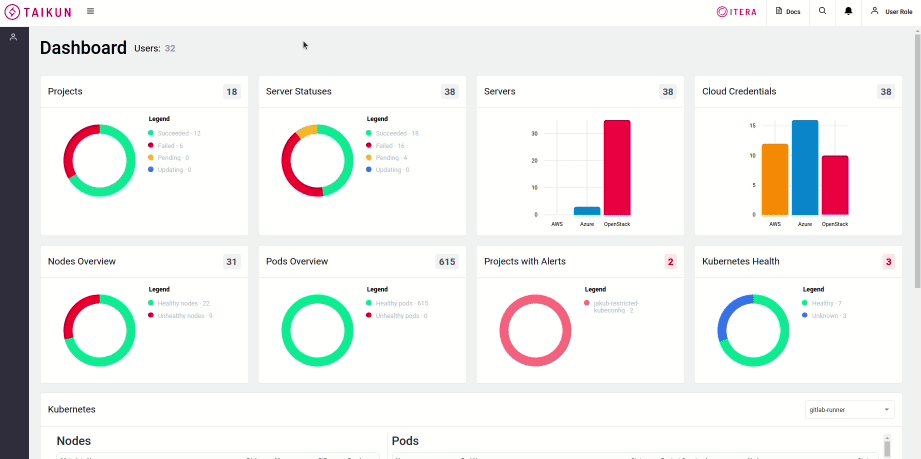 TAIKUN
ITERA
Docs
User Role
Dashboard Users: 32
Projects 18
Legend
Succeeded - 12
Failed - 6
Pending - 0
Updating - 0
Server Statuses 38
Legend
Succeeded - 18
Failed - 16
Pending - 4
Updating - 0
Servers 38
30
20
10
0
AWS Azure OpenStack
Cloud Credentials 38
15
10
5
0
AWS Azure OpenStack
Nodes Overview 31
Legend
Healthy nodes - 22
Unhealthy nodes - 9
Pods Overview 615
Legend
Healthy pods - 615
Unhealthy pods - 0
Projects with Alerts 2
Legend
jakub-restricted-
kubeconfig - 2
Kubernetes Health 3
Legend
Healthy - 7
Unknown - 3
Kubernetes
gitlab-runner
Nodes
Pods